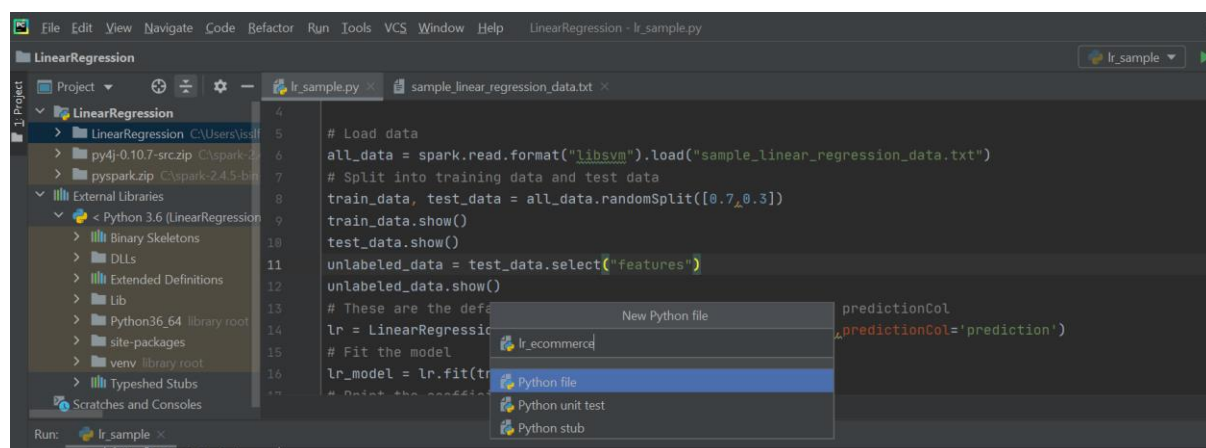 File Edit View Navigate Code Refactor Run Tools VCS Window Help LinearRegression - lr_sample.py
LinearRegression
lr_sample
1: Project
Project
lr_sample.py
sample_linear_regression_data.txt
LinearRegression
LinearRegression C:\Users\isslf
py4j-0.10.7-src.zip C:\spark-2.4
pyspark.zip C:\spark-2.4.5-bin
External Libraries
< Python 3.6 (LinearRegression
Binary Skeletons
DLLs
Extended Definitions
Lib
Python36_64 library root
site-packages
venv library root
Typeshed Stubs
Scratches and Consoles
4
5 # Load data
6 all_data = spark.read.format("libsvm").load("sample_linear_regression_data.txt")
7 # Split into training data and test data
8 train_data, test_data = all_data.randomSplit([0.7,0.3])
9 train_data.show()
10 test_data.show()
11 unlabeled_data = test_data.select("features")
12 unlabeled_data.show()
13 # These are the defa predictionCol
14 lr = LinearRegressio ,predictionCol='prediction')
15 # Fit the model
16 lr_model = lr.fit(tr
New Python file
lr_ecommerce
Python file
Python unit test
Python stub
Run: lr_sample